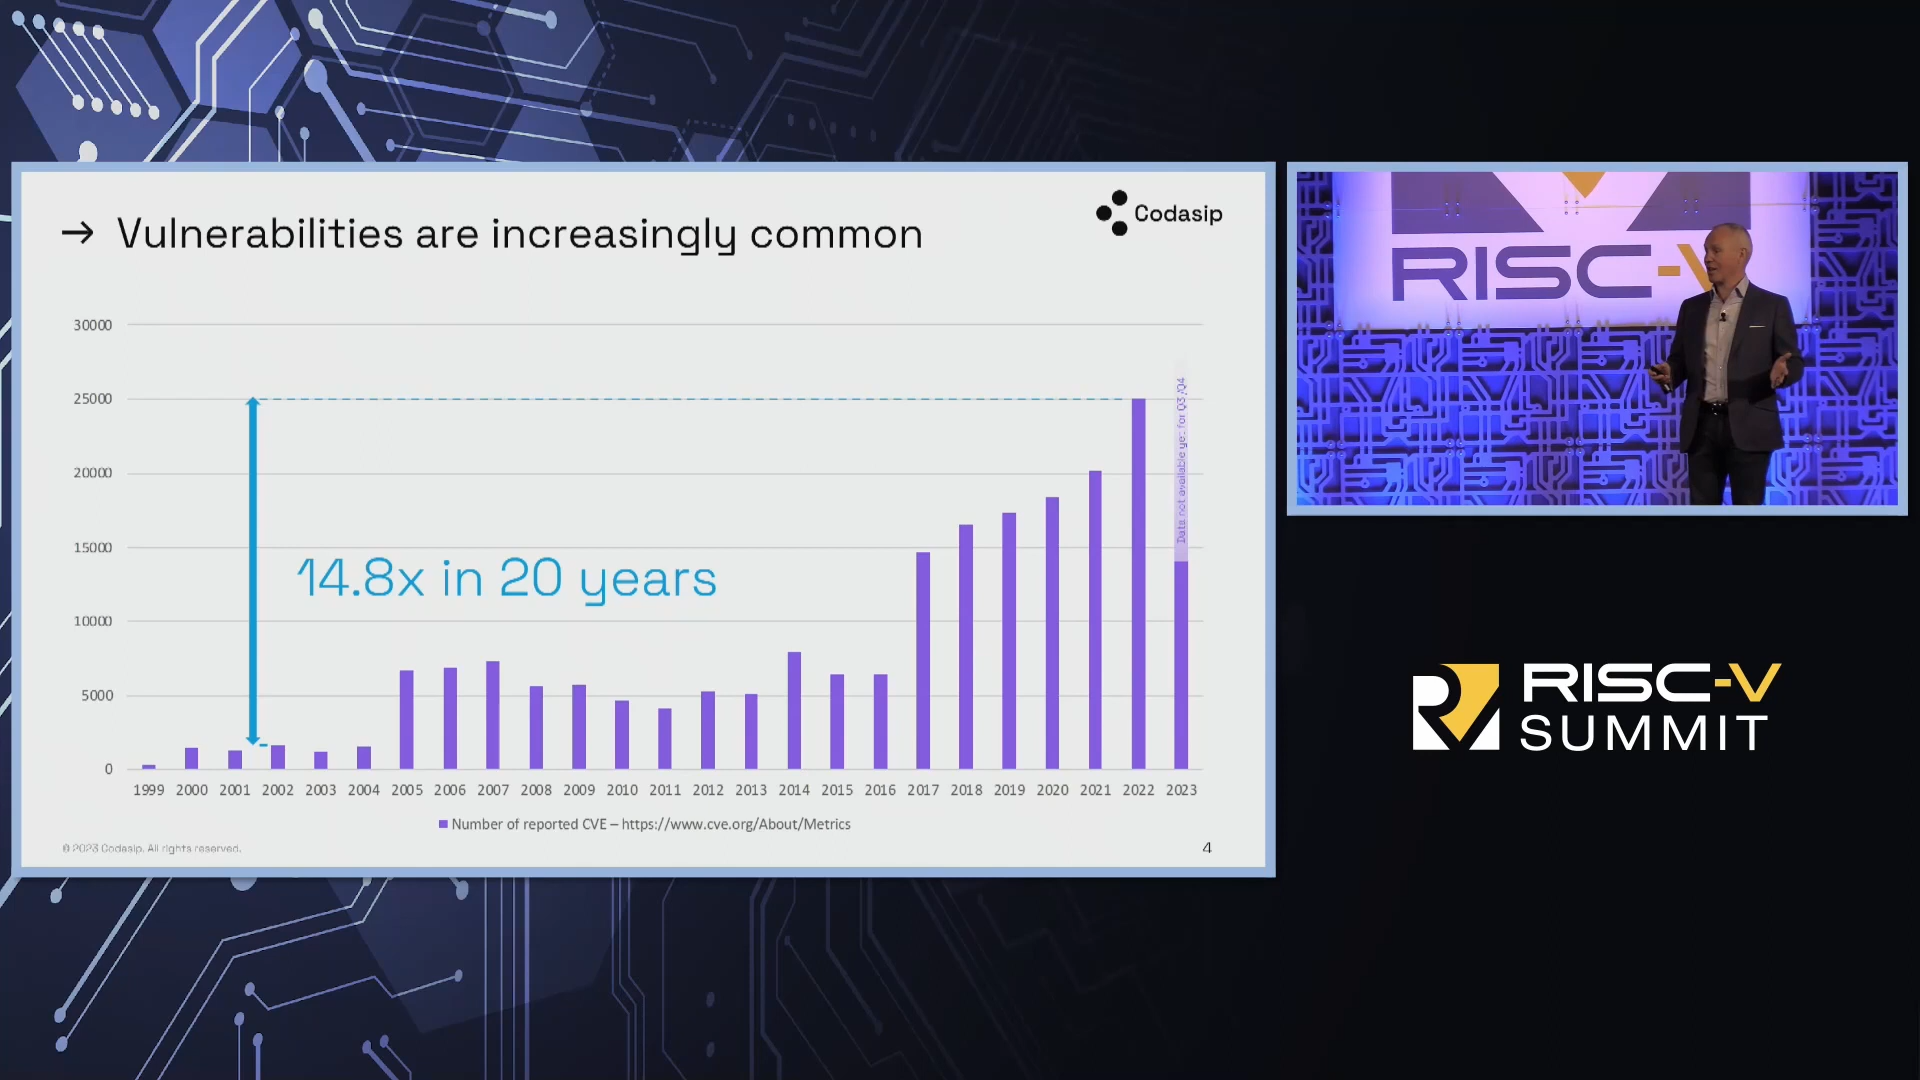 → Vulnerabilities are increasingly common
Codasip
30000
25000
20000
15000
10000
5000
0
14.8x in 20 years
Data not available yet for Q3/Q4
1999 2000 2001 2002 2003 2004 2005 2006 2007 2008 2009 2010 2011 2012 2013 2014 2015 2016 2017 2018 2019 2020 2021 2022 2023
Number of reported CVE – https://www.cve.org/About/Metrics
© 2023 Codasip. All rights reserved.
4
RISC-V
RISC-V
SUMMIT